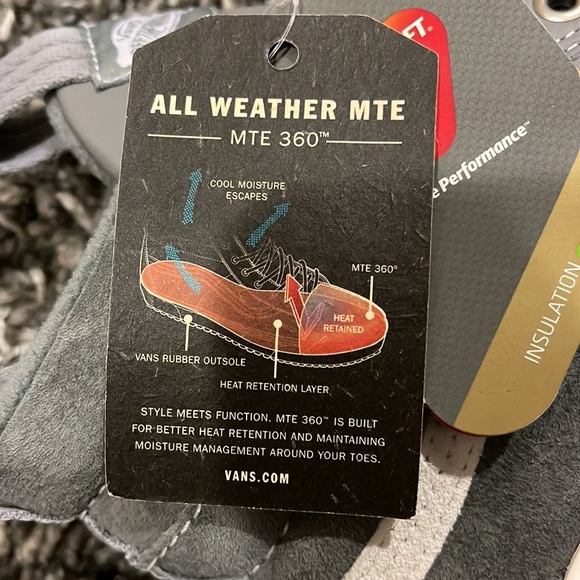 ALL WEATHER MTE
MTE 360™
COOL MOISTURE
ESCAPES
MTE 360°
HEAT
RETAINED
VANS RUBBER OUTSOLE
HEAT RETENTION LAYER
STYLE MEETS FUNCTION. MTE 360™ IS BUILT
FOR BETTER HEAT RETENTION AND MAINTAINING
MOISTURE MANAGEMENT AROUND YOUR TOES.
VANS.COM
Performance™
INSULATION